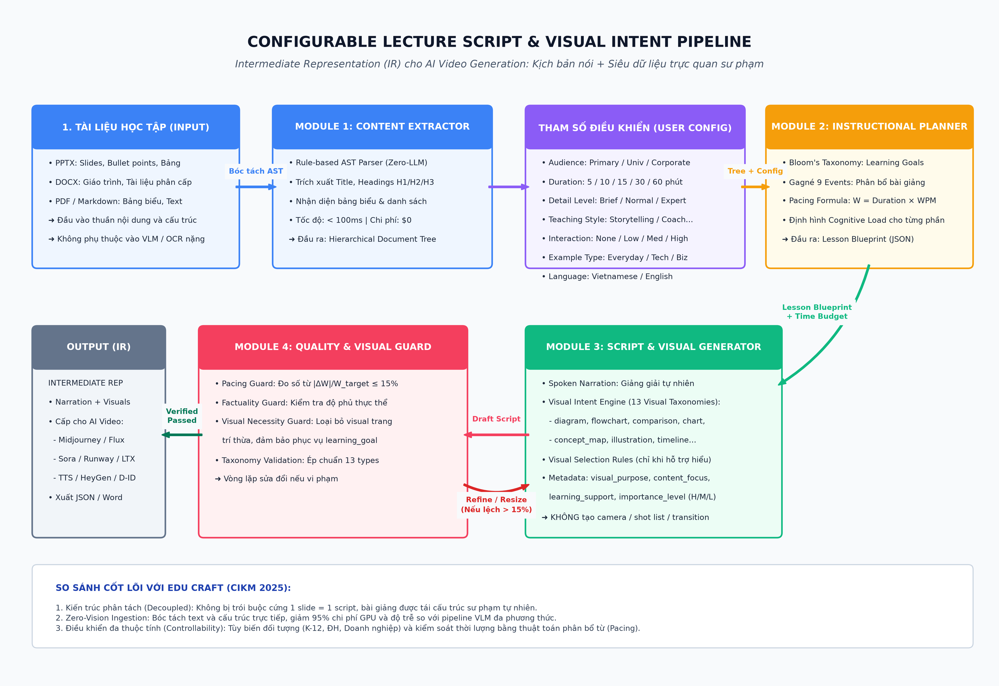 CONFIGURABLE LECTURE SCRIPT & VISUAL INTENT PIPELINE
Intermediate Representation (IR) cho AI Video Generation: Kịch bản nói + Siêu dữ liệu trực quan sư phạm
1. TÀI LIỆU HỌC TẬP (INPUT)
• PPTX: Slides, Bullet points, Bảng
• DOCX: Giáo trình, Tài liệu phân cấp
• PDF / Markdown: Bảng biểu, Text
➜ Đầu vào thuần nội dung và cấu trúc
➜ Không phụ thuộc vào VLM / OCR nặng
Bóc tách AST
MODULE 1: CONTENT EXTRACTOR
• Rule-based AST Parser (Zero-LLM)
• Trích xuất Title, Headings H1/H2/H3
• Nhận diện bảng biểu & danh sách
• Tốc độ: < 100ms | Chi phí: $0
➜ Đầu ra: Hierarchical Document Tree
THAM SỐ ĐIỀU KHIỂN (USER CONFIG)
• Audience: Primary / Univ / Corporate
• Duration: 5 / 10 / 15 / 30 / 60 phút
• Detail Level: Brief / Normal / Expert
• Teaching Style: Storytelling / Coach...
• Interaction: None / Low / Med / High
• Example Type: Everyday / Tech / Biz
• Language: Vietnamese / English
Tree + Config
MODULE 2: INSTRUCTIONAL PLANNER
• Bloom's Taxonomy: Learning Goals
• Gagné 9 Events: Phân bổ bài giảng
• Pacing Formula: W = Duration × WPM
• Định hình Cognitive Load cho từng phần
➜ Đầu ra: Lesson Blueprint (JSON)
Lesson Blueprint
+ Time Budget
MODULE 3: SCRIPT & VISUAL GENERATOR
• Spoken Narration: Giảng giải tự nhiên
• Visual Intent Engine (13 Visual Taxonomies):
- diagram, flowchart, comparison, chart,
- concept_map, illustration, timeline...
• Visual Selection Rules (chỉ khi hỗ trợ hiểu)
• Metadata: visual_purpose, content_focus,
learning_support, importance_level (H/M/L)
➜ KHÔNG tạo camera / shot list / transition
Draft Script
Refine / Resize
(Nếu lệch > 15%)
MODULE 4: QUALITY & VISUAL GUARD
• Pacing Guard: Đo số từ |ΔW|/W_target ≤ 15%
• Factuality Guard: Kiểm tra độ phủ thực thể
• Visual Necessity Guard: Loại bỏ visual trang
trí thừa, đảm bảo phục vụ learning_goal
• Taxonomy Validation: Ép chuẩn 13 types
➜ Vòng lặp sửa đổi nếu vi phạm
Verified
Passed
OUTPUT (IR)
INTERMEDIATE REP
• Narration + Visuals
• Cấp cho AI Video:
- Midjourney / Flux
- Sora / Runway / LTX
- TTS / HeyGen / D-ID
• Xuất JSON / Word
SO SÁNH CỐT LÕI VỚI EDU CRAFT (CIKM 2025):
1. Kiến trúc phân tách (Decoupled): Không bị trói buộc cứng 1 slide = 1 script, bài giảng được tái cấu trúc sư phạm tự nhiên.
2. Zero-Vision Ingestion: Bóc tách text và cấu trúc trực tiếp, giảm 95% chi phí GPU và độ trễ so với pipeline VLM đa phương thức.
3. Điều khiển đa thuộc tính (Controllability): Tùy biến đối tượng (K-12, ĐH, Doanh nghiệp) và kiểm soát thời lượng bằng thuật toán phân bổ từ (Pacing).